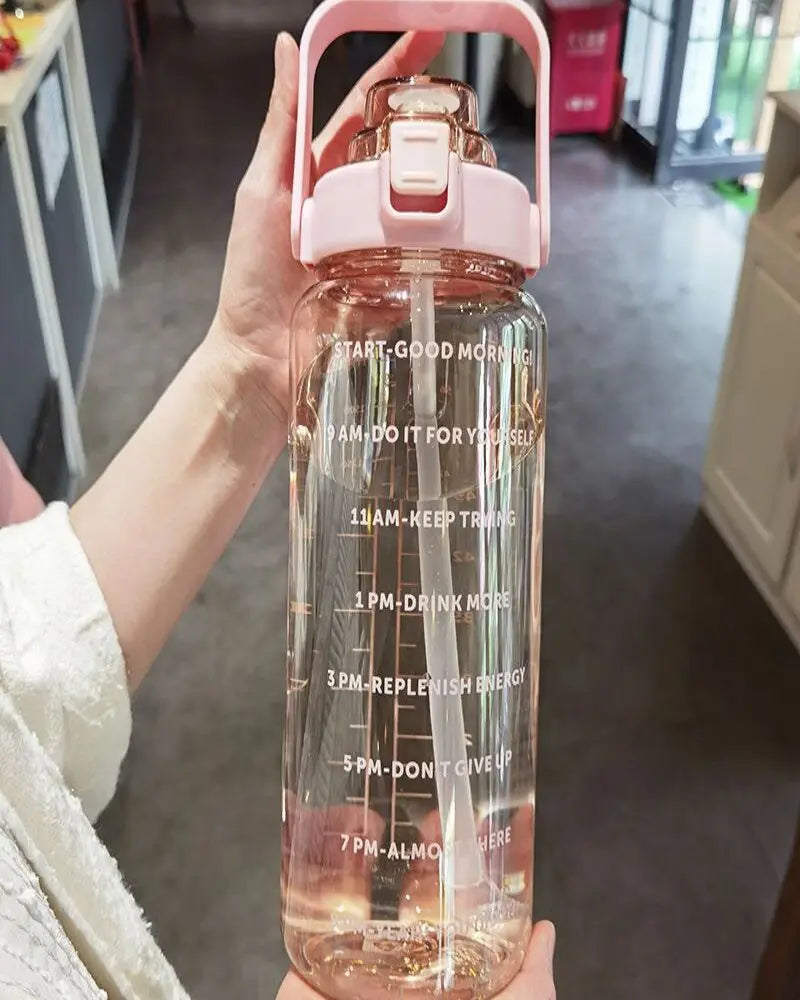 START-GOOD MORNING!
9 AM-DO IT FOR YOURSELF
11 AM-KEEP TRYING
1 PM-DRINK MORE
3 PM-REPLENISH ENERGY
5 PM-DON'T GIVE UP
7 PM-ALMOST THERE